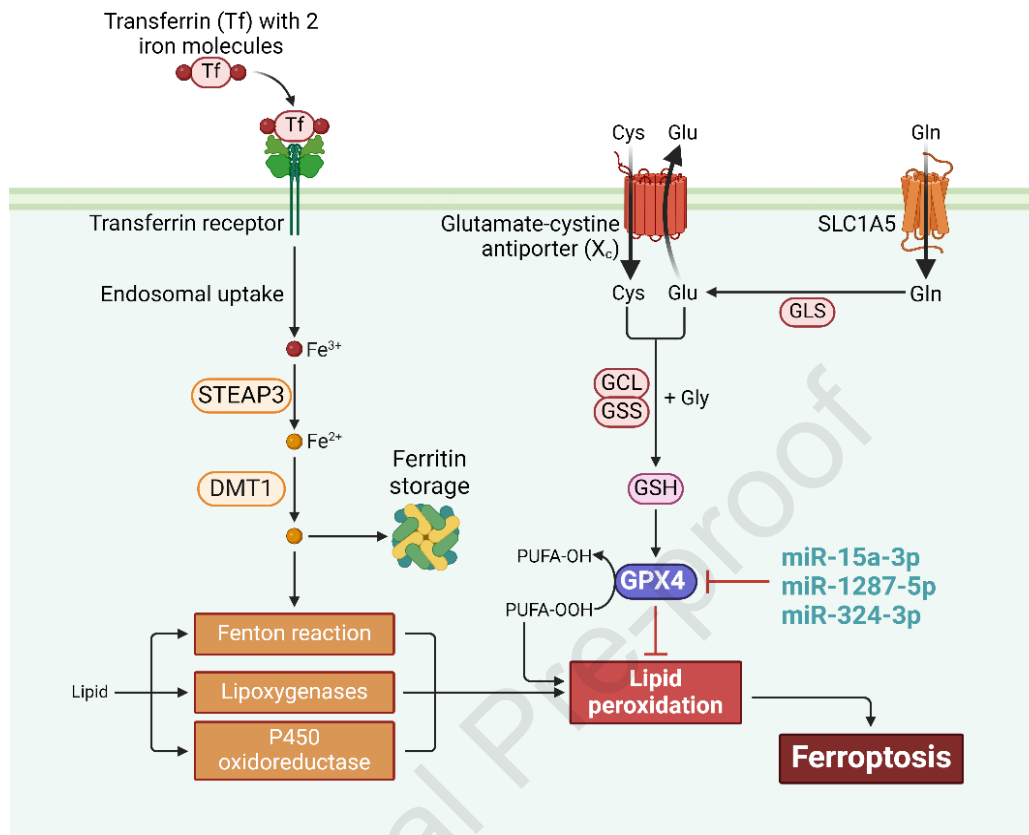 Transferrin (Tf) with 2
iron molecules
Tf
Tf
Transferrin receptor
Endosomal uptake
Fe³⁺
STEAP3
Fe²⁺
DMT1
Ferritin
storage
Cys
Glu
Gln
Glutamate-cystine
antiporter (X꜀)
SLC1A5
Cys
Glu
Gln
GLS
GCL
GSS
+ Gly
GSH
PUFA-OH
GPX4
PUFA-OOH
miR-15a-3p
miR-1287-5p
miR-324-3p
Lipid
Fenton reaction
Lipoxygenases
P450
oxidoreductase
Lipid
peroxidation
Ferroptosis
al Pre-proof